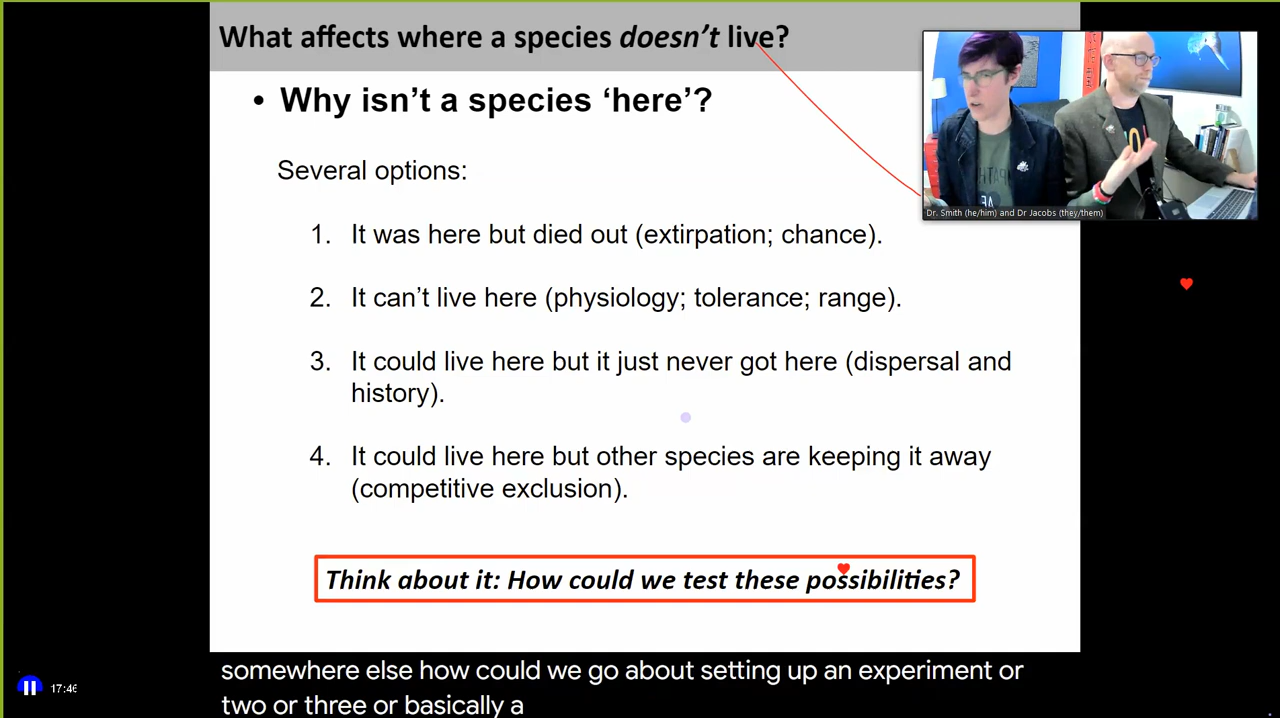 What affects where a species doesn't live?
• Why isn't a species 'here'?
Several options:
1. It was here but died out (extirpation; chance).
2. It can't live here (physiology; tolerance; range).
3. It could live here but it just never got here (dispersal and
history).
4. It could live here but other species are keeping it away
(competitive exclusion).
Think about it: How could we test these possibilities?
Dr. Smith (he/him) and Dr Jacobs (they/them)
somewhere else how could we go about setting up an experiment or
two or three or basically a
17:46